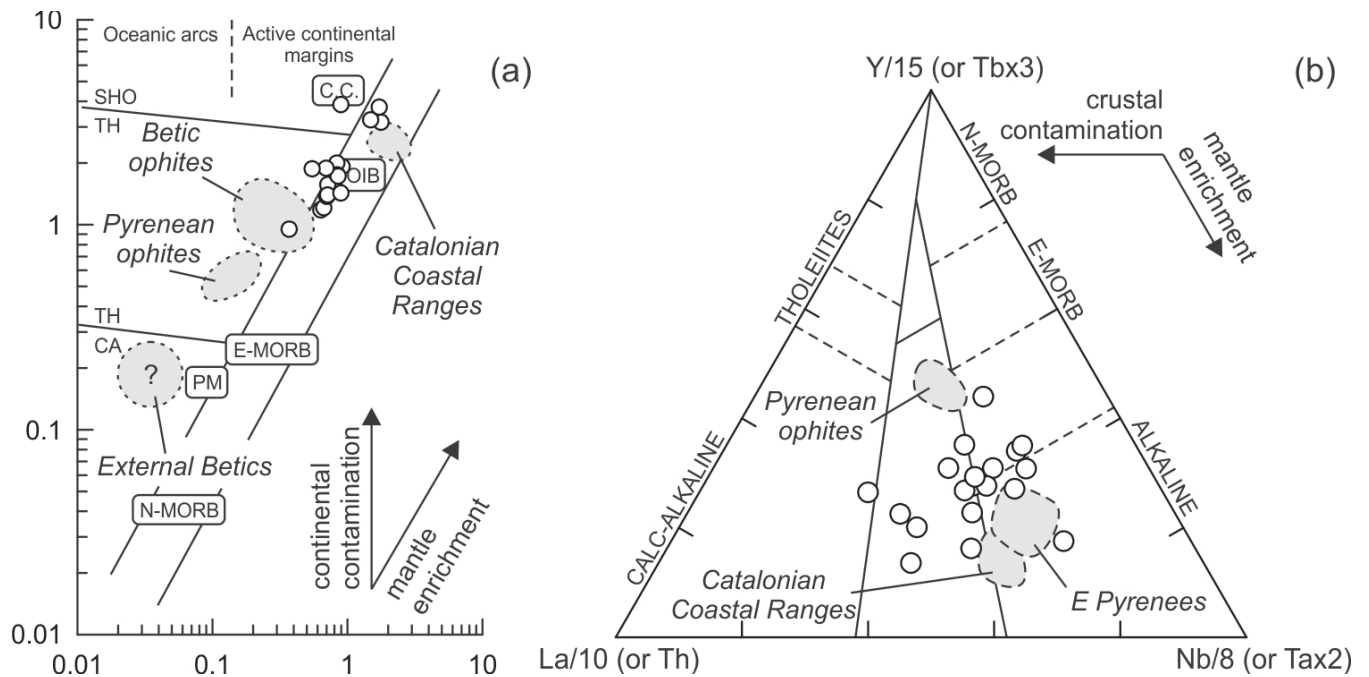 10
1
0.1
0.01
0.01
0.1
1
10
Oceanic arcs
Active continental
margins
(a)
C.C.
SHO
TH
Betic
ophites
OIB
Pyrenean
ophites
Catalonian
Coastal
Ranges
TH
CA
E-MORB
?
PM
External Betics
N-MORB
continental
contamination
mantle
enrichment
Y/15 (or Tbx3)
(b)
crustal
contamination
mantle
enrichment
N-MORB
E-MORB
ALKALINE
THOLEIITES
CALC-ALKALINE
Pyrenean
ophites
Catalonian
Coastal Ranges
E Pyrenees
La/10 (or Th)
Nb/8 (or Tax2)